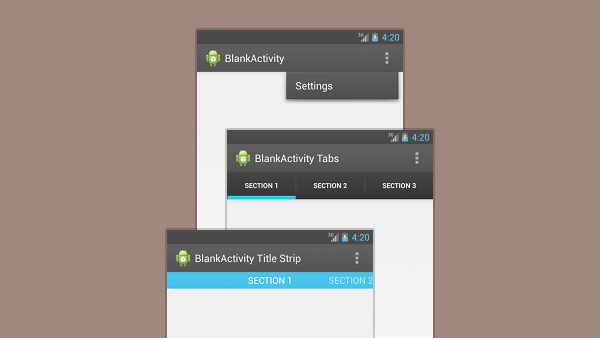 3G 4:20
BlankActivity
Settings
3G 4:20
BlankActivity Tabs
SECTION 1 SECTION 2 SECTION 3
3G 4:20
BlankActivity Title Strip
SECTION 1 SECTION 2